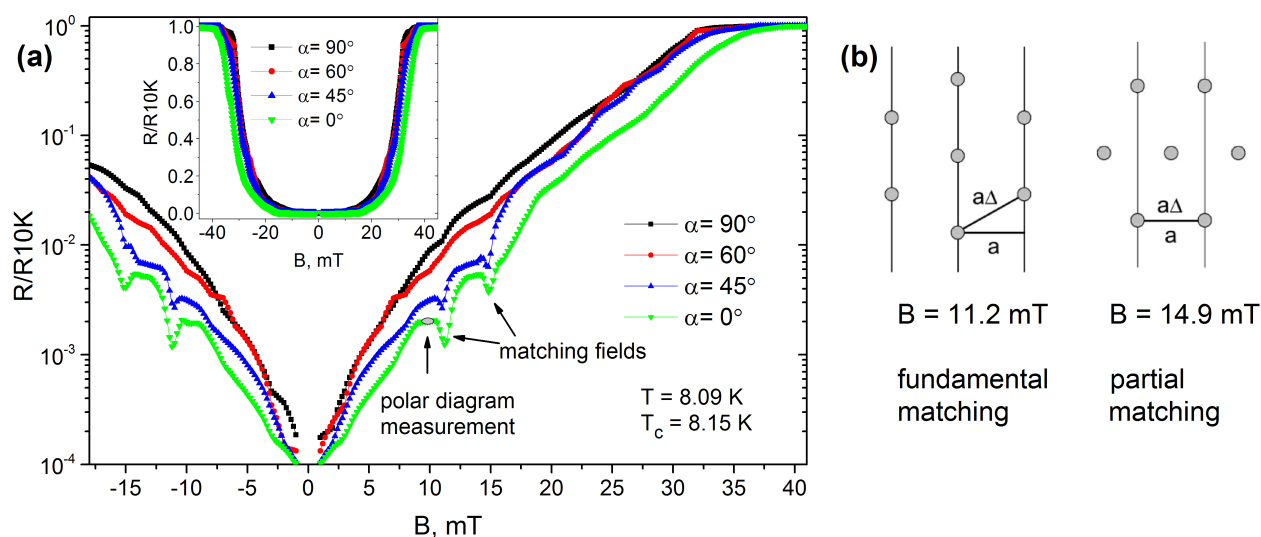 (a)
R/R10K
10⁰
10⁻¹
10⁻²
10⁻³
10⁻⁴
-15 -10 -5 0 5 10 15 20 25 30 35 40
B, mT
R/R10K
1.0
0.8
0.6
0.4
0.2
0.0
-40 -20 0 20 40
B, mT
α= 90°
α= 60°
α= 45°
α= 0°
α= 90°
α= 60°
α= 45°
α= 0°
matching fields
polar diagram
measurement
T = 8.09 K
T_c = 8.15 K
(b)
aΔ
a
aΔ
a
B = 11.2 mT
fundamental
matching
B = 14.9 mT
partial
matching